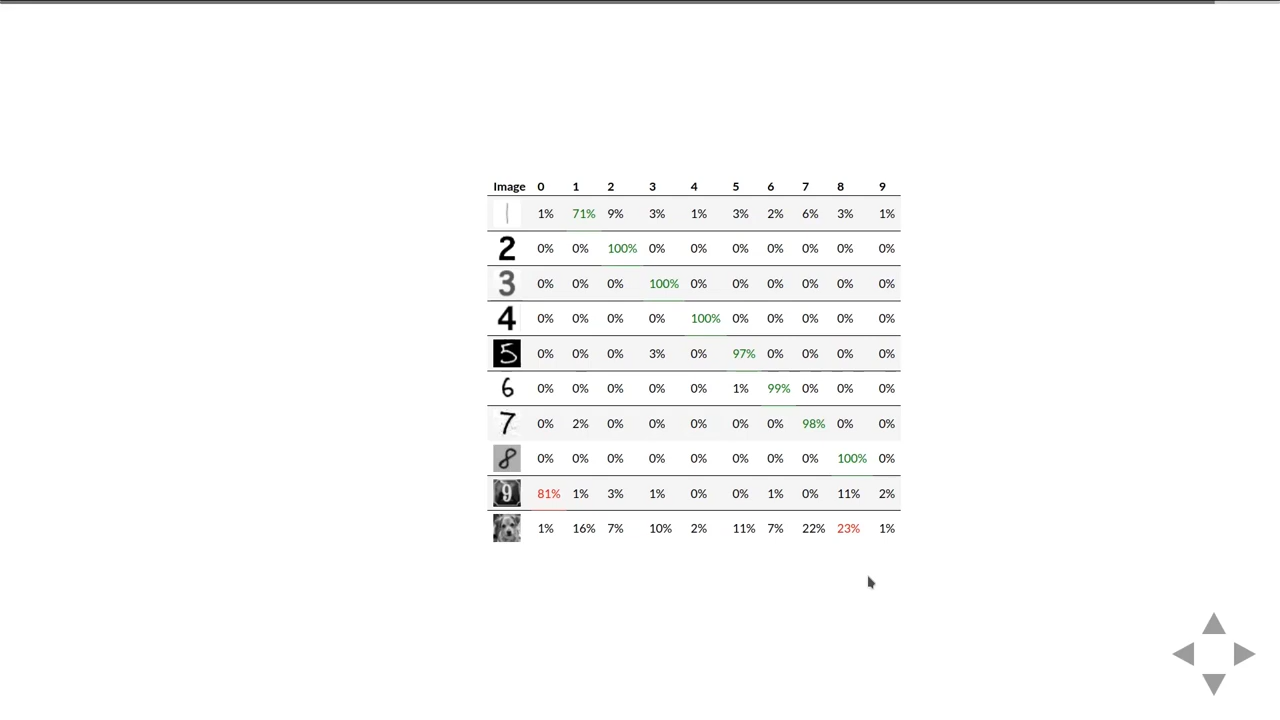 Image 0 1 2 3 4 5 6 7 8 9
1 1% 71% 9% 3% 1% 3% 2% 6% 3% 1%
2 0% 0% 100% 0% 0% 0% 0% 0% 0% 0%
3 0% 0% 0% 100% 0% 0% 0% 0% 0% 0%
4 0% 0% 0% 0% 100% 0% 0% 0% 0% 0%
5 0% 0% 0% 3% 0% 97% 0% 0% 0% 0%
6 0% 0% 0% 0% 0% 1% 99% 0% 0% 0%
7 0% 2% 0% 0% 0% 0% 0% 98% 0% 0%
8 0% 0% 0% 0% 0% 0% 0% 0% 100% 0%
9 81% 1% 3% 1% 0% 0% 1% 0% 11% 2%
1% 16% 7% 10% 2% 11% 7% 22% 23% 1%